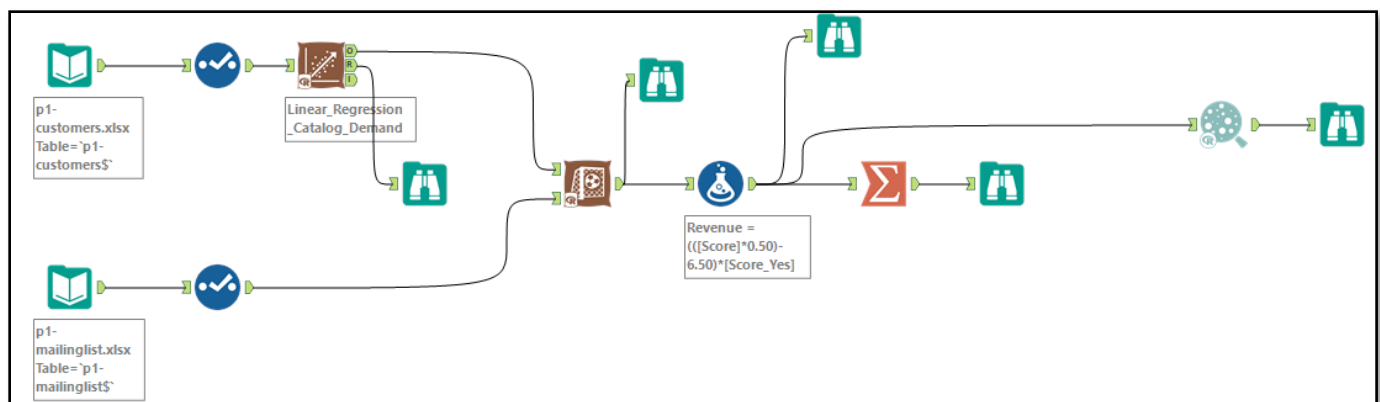 p1-
customers.xlsx
Table=`p1-
customers$`
O
R
I
Linear_Regression
_Catalog_Demand
Revenue =
(([Score]*0.50)-
6.50)*[Score_Yes]
p1-
mailinglist.xlsx
Table=`p1-
mailinglist$`